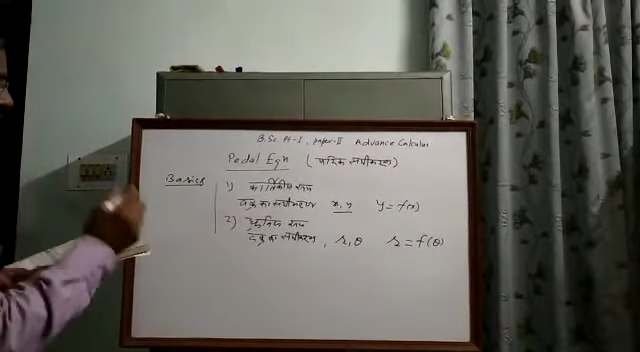 B.Sc. Pt-I, Paper-II Advance Calculus
Pedal Eqn (पदिक समीकरण)
Basics
1) कार्तीय रूप
वक्र का समीकरण x, y y = f(x)
2) ध्रुवीय रूप
वक्र का समीकरण, r, θ r = f(θ)